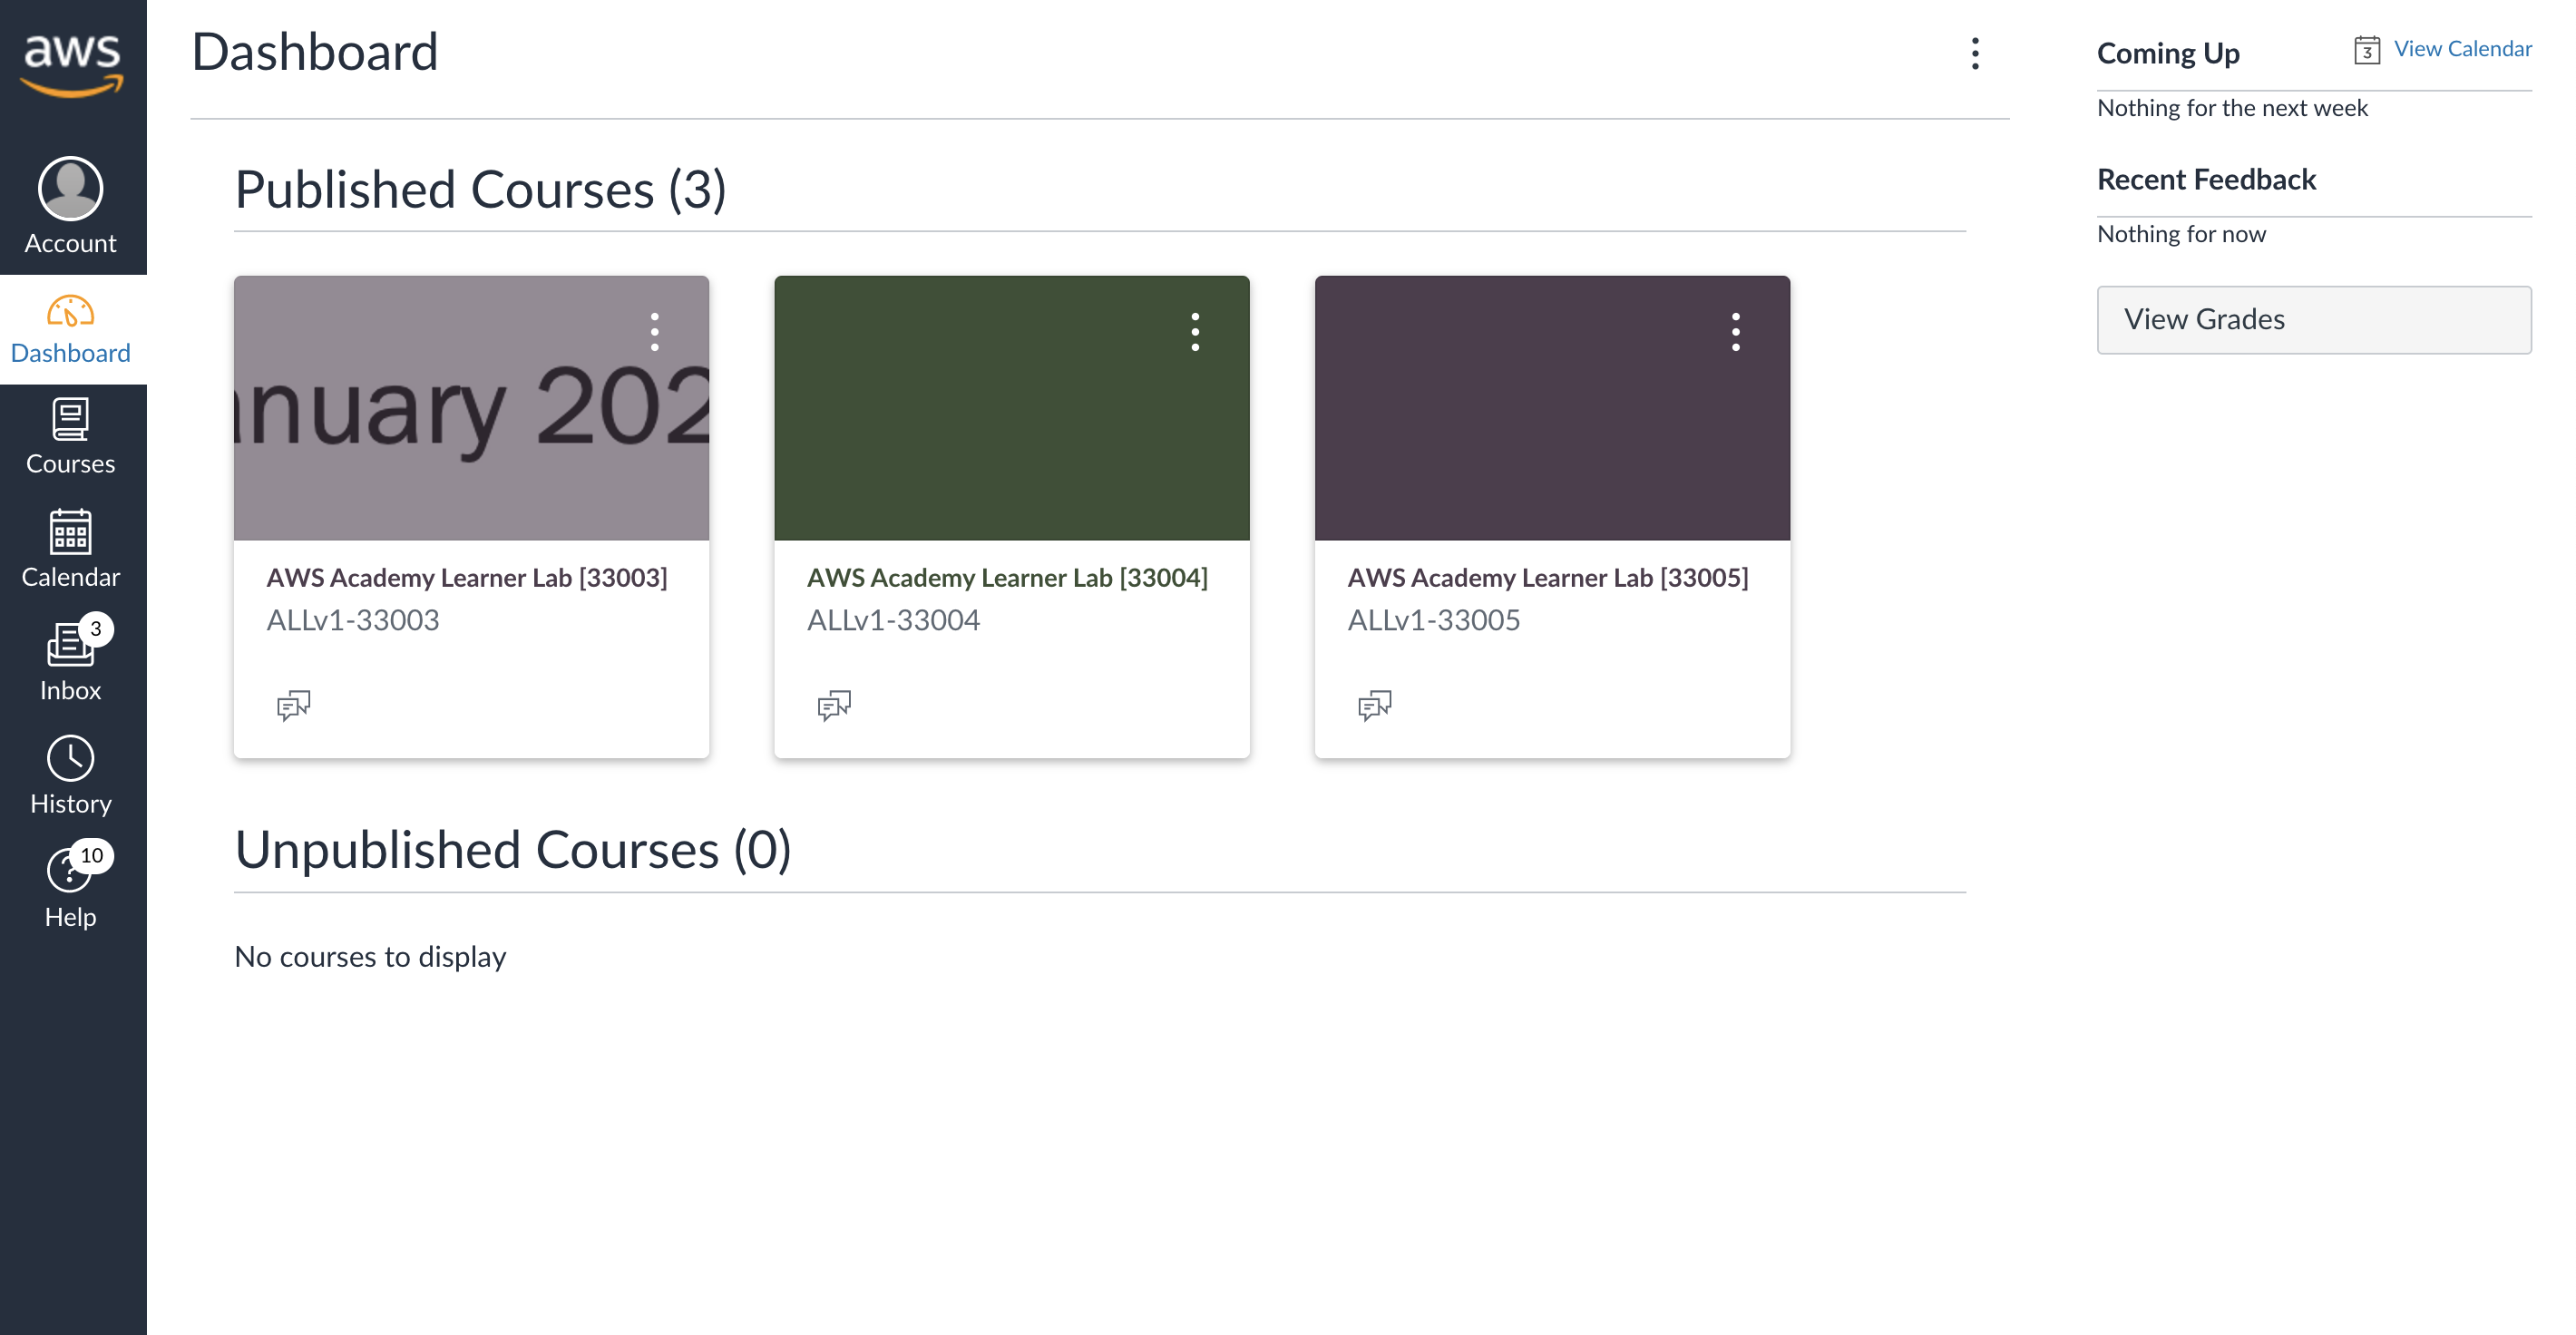 aws
Account
Dashboard
Courses
Calendar
3
Inbox
History
10
Help
Dashboard
Published Courses (3)
anuary 202
AWS Academy Learner Lab [33003]
ALLv1-33003
AWS Academy Learner Lab [33004]
ALLv1-33004
AWS Academy Learner Lab [33005]
ALLv1-33005
Unpublished Courses (0)
No courses to display
Coming Up
3 View Calendar
Nothing for the next week
Recent Feedback
Nothing for now
View Grades